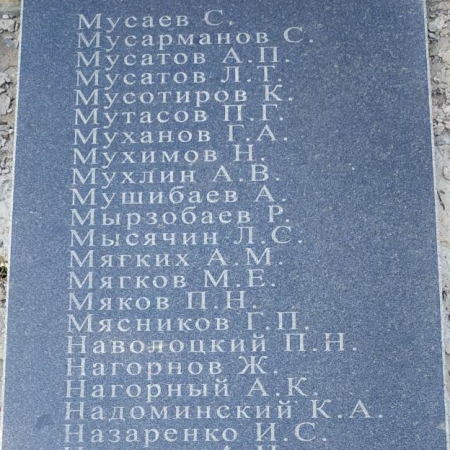 Мусаев С.
Мусарманов С.
Мусатов А.П.
Мусатов Л.Т.
Мусотиров К.
Мутасов П.Г.
Муханов Г.А.
Мухимов Н.
Мухлин А.В.
Мушибаев А.
Мырзобаев Р.
Мысячин Л.С.
Мягких А.М.
Мягков М.Е.
Мяков П.Н.
Мясников Г.П.
Наволоцкий П.Н.
Нагорнов Ж.
Нагорный А.К.
Надоминский К.А.
Назаренко И.С.